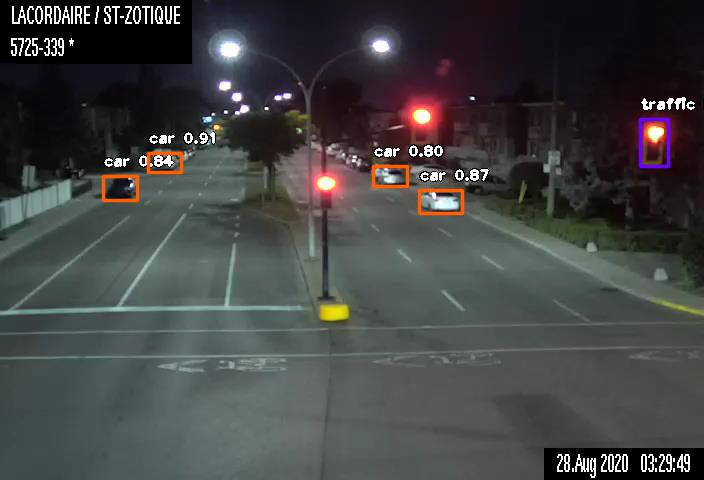 LACORDAIRE / ST-ZOTIQUE
5725-339 *
traffic
car 0.91
car 0.84
car 0.80
car 0.87
28.Aug 2020 03:29:49